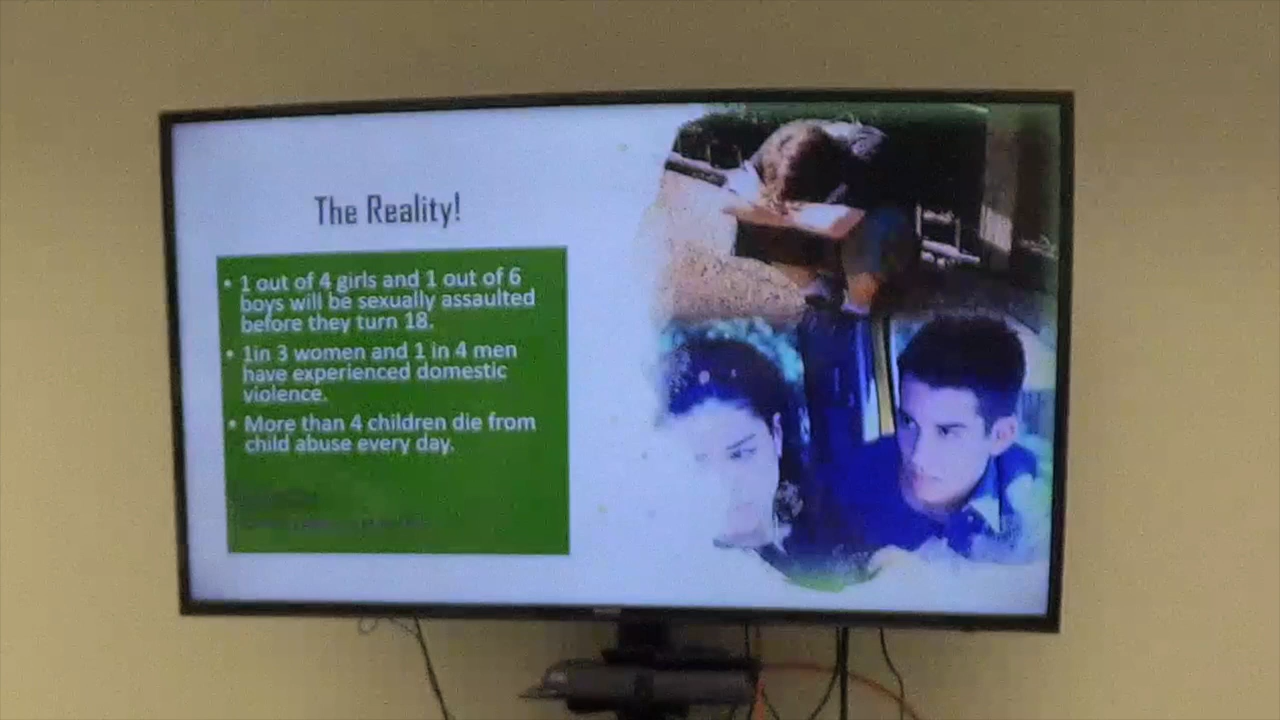 The Reality!
• 1 out of 4 girls and 1 out of 6
boys will be sexually assaulted
before they turn 18.
• 1in 3 women and 1 in 4 men
have experienced domestic
violence.
• More than 4 children die from
child abuse every day.